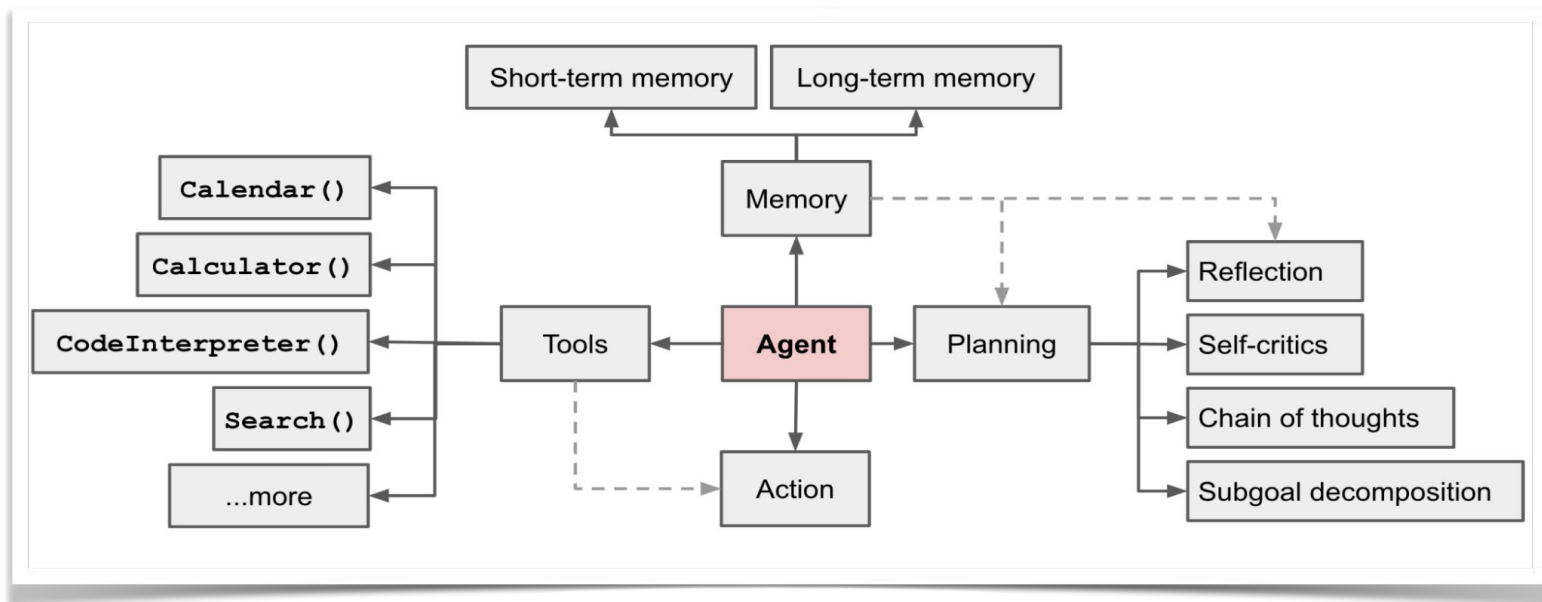 Short-term memory
Long-term memory
Calendar()
Memory
Calculator()
Reflection
CodeInterpreter()
Tools
Agent
Planning
Self-critics
Search()
Chain of thoughts
...more
Action
Subgoal decomposition